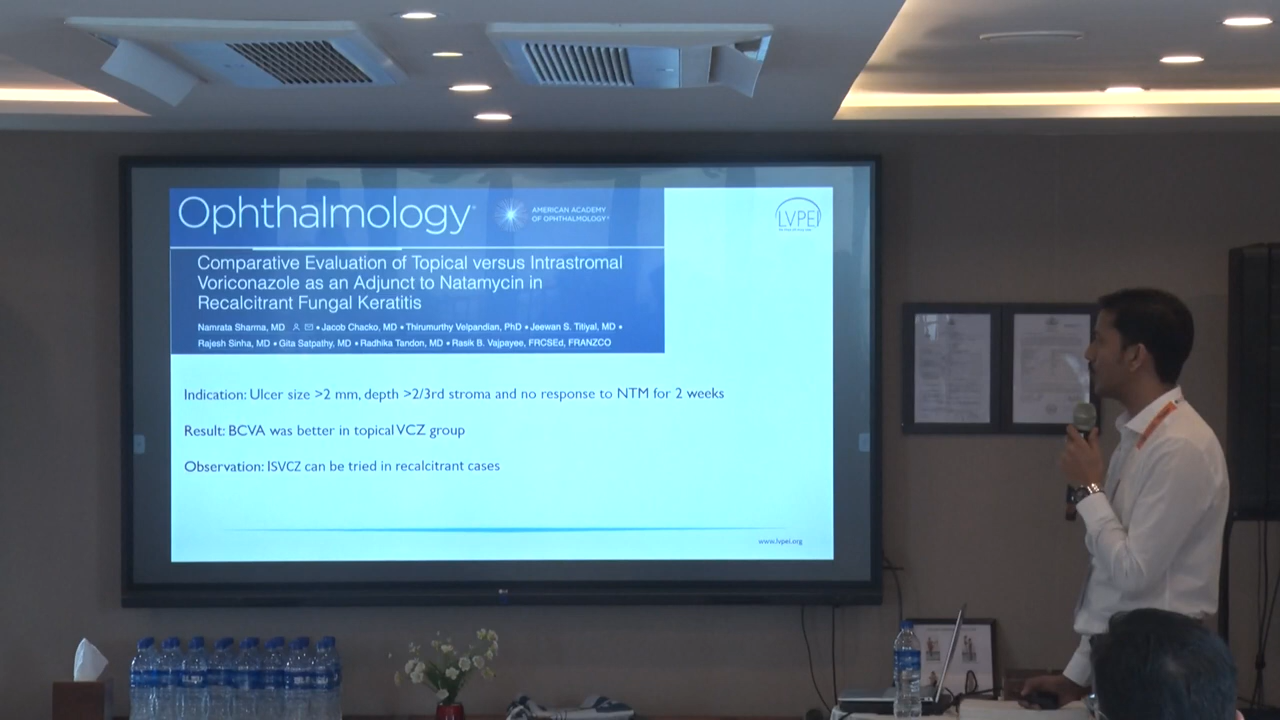 Ophthalmology
AMERICAN ACADEMY
OF OPHTHALMOLOGY
LVPEI
Comparative Evaluation of Topical versus Intrastromal
Voriconazole as an Adjunct to Natamycin in
Recalcitrant Fungal Keratitis
Namrata Sharma, MD • Jacob Chacko, MD • Thirumurthy Velpandian, PhD • Jeewan S. Titiyal, MD •
Rajesh Sinha, MD • Gita Satpathy, MD • Radhika Tandon, MD • Rasik B. Vajpayee, FRCSEd, FRANZCO
Indication: Ulcer size >2 mm, depth >2/3rd stroma and no response to NTM for 2 weeks
Result: BCVA was better in topical VCZ group
Observation: ISVCZ can be tried in recalcitrant cases
www.lvpei.org